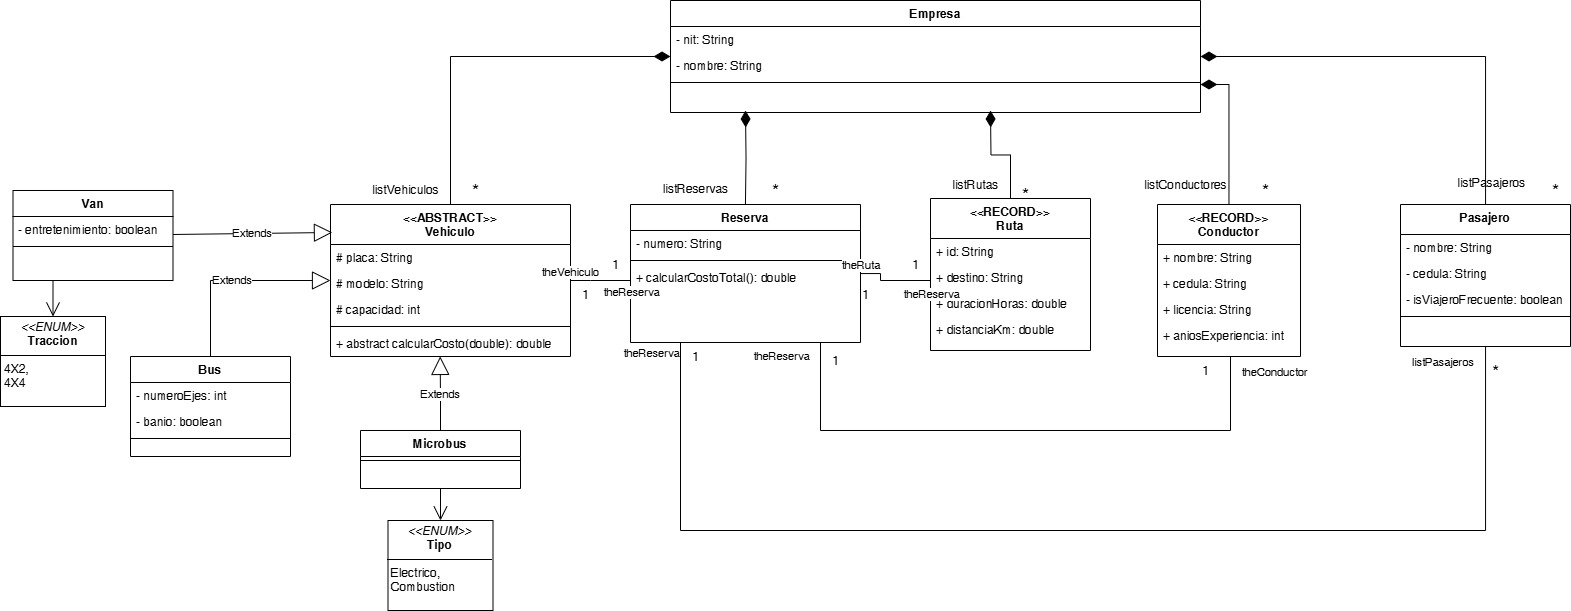 Empresa
- nit: String
- nombre: String
listVehiculos
*
listReservas
*
listRutas
*
listConductores
*
listPasajeros
*
Van
- entretenimiento: boolean
Extends
Extends
<<ENUM>>
Traccion
4X2,
4X4
Bus
- numeroEjes: int
- banio: boolean
<<ABSTRACT>>
Vehiculo
# placa: String
# modelo: String
# capacidad: int
+ abstract calcularCosto(double): double
Extends
Microbus
<<ENUM>>
Tipo
Electrico,
Combustion
theVehiculo
1
1
theReserva
Reserva
- numero: String
+ calcularCostoTotal(): double
theRuta
1
1
theReserva
theReserva
1
theReserva
1
<<RECORD>>
Ruta
+ id: String
+ destino: String
+ duracionHoras: double
+ distanciaKm: double
<<RECORD>>
Conductor
+ nombre: String
+ cedula: String
+ licencia: String
+ aniosExperiencia: int
1
theConductor
Pasajero
- nombre: String
- cedula: String
- isViajeroFrecuente: boolean
listPasajeros
*